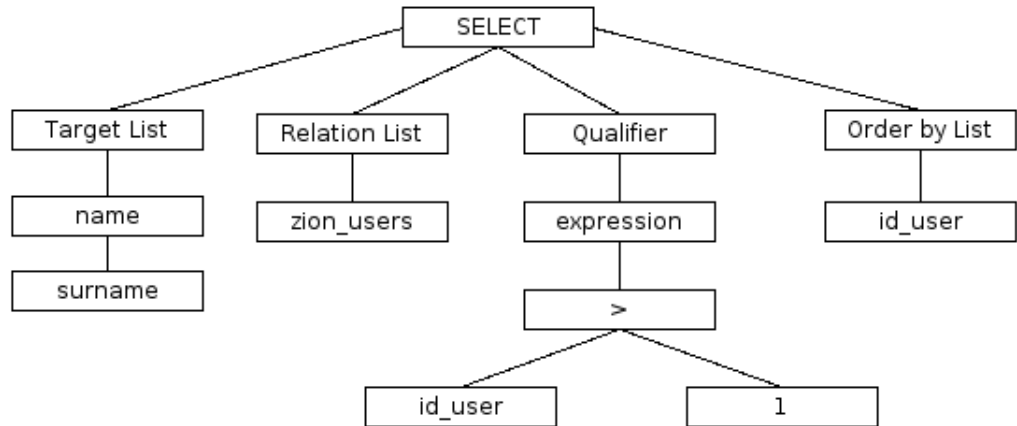 SELECT
Target List
Relation List
Qualifier
Order by List
name
zion_users
expression
id_user
surname
>
id_user
1